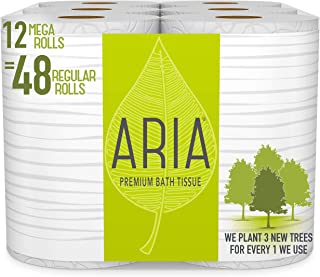 12 MEGA ROLLS
=48 REGULAR ROLLS
ARIA
PREMIUM BATH TISSUE
WE PLANT 3 NEW TREES
FOR EVERY 1 WE USE